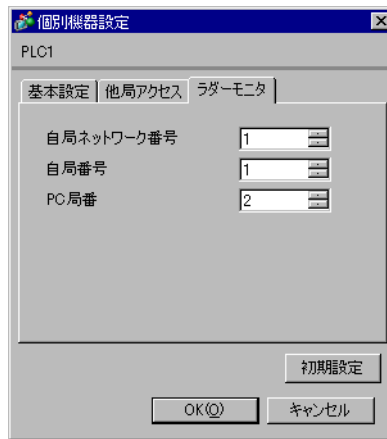 個別機器設定
PLC1
基本設定 他局アクセス ラダーモニタ
自局ネットワーク番号 1
自局番号 1
PC局番 2
初期設定
OK(O) キャンセル